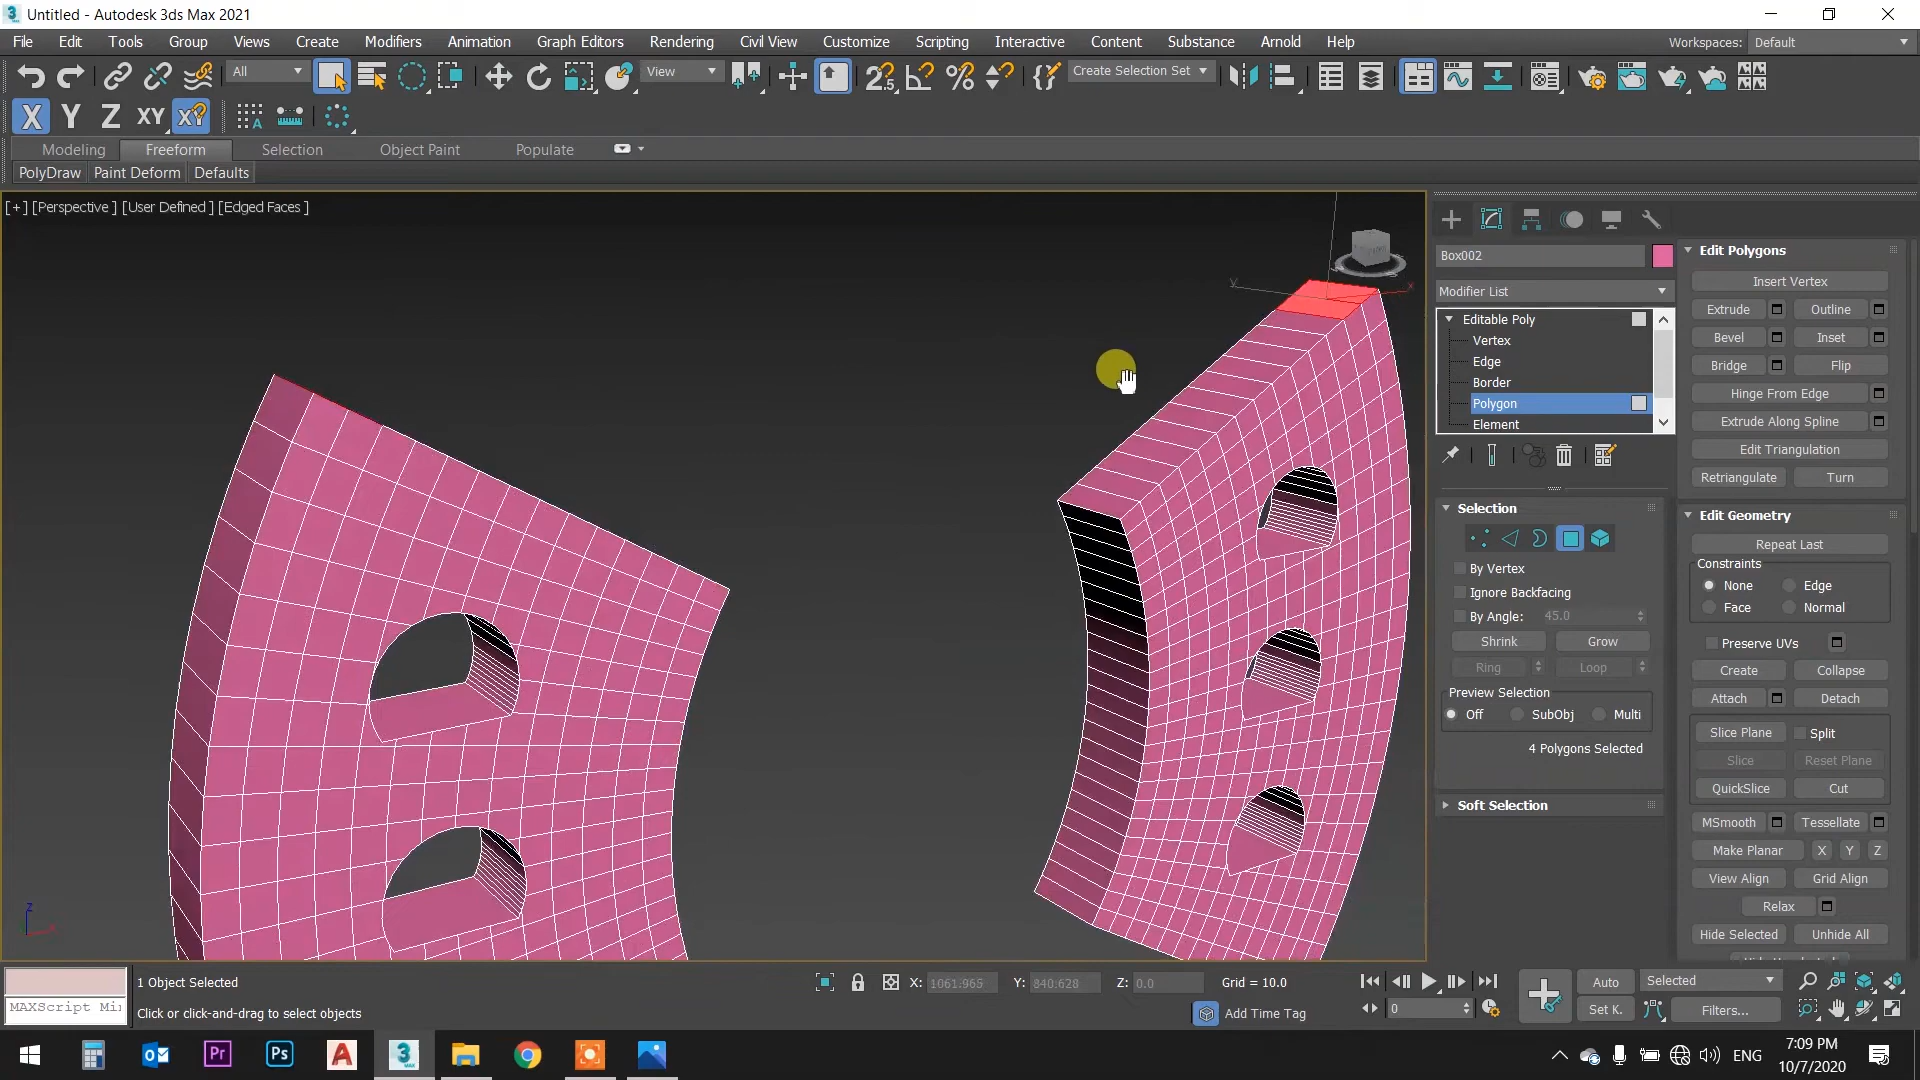 Untitled - Autodesk 3ds Max 2021
File Edit Tools Group Views Create Modifiers Animation Graph Editors Rendering Civil View Customize Scripting Interactive Content Substance Arnold Help Workspaces: Default
All View Create Selection Set
X Y Z XY
Modeling Freeform Selection Object Paint Populate
PolyDraw Paint Deform Defaults
[+] [Perspective ] [User Defined ] [Edged Faces ]
Box002
Modifier List
Editable Poly
Vertex
Edge
Border
Polygon
Element
Selection
By Vertex
Ignore Backfacing
By Angle: 45.0
Shrink Grow
Ring Loop
Preview Selection
Off SubObj Multi
4 Polygons Selected
Soft Selection
Edit Polygons
Insert Vertex
Extrude Outline
Bevel Inset
Bridge Flip
Hinge From Edge
Extrude Along Spline
Edit Triangulation
Retriangulate Turn
Edit Geometry
Repeat Last
Constraints
None Edge
Face Normal
Preserve UVs
Create Collapse
Attach Detach
Slice Plane Split
Slice Reset Plane
QuickSlice Cut
MSmooth Tessellate
Make Planar X Y Z
View Align Grid Align
Relax
Hide Selected Unhide All
1 Object Selected X: 1061.965 Y: 840.628 Z: 0.0 Grid = 10.0
MAXScript Mi
Click or click-and-drag to select objects Add Time Tag
0
Auto Selected
Set K. Filters...
ENG
7:09 PM
10/7/2020